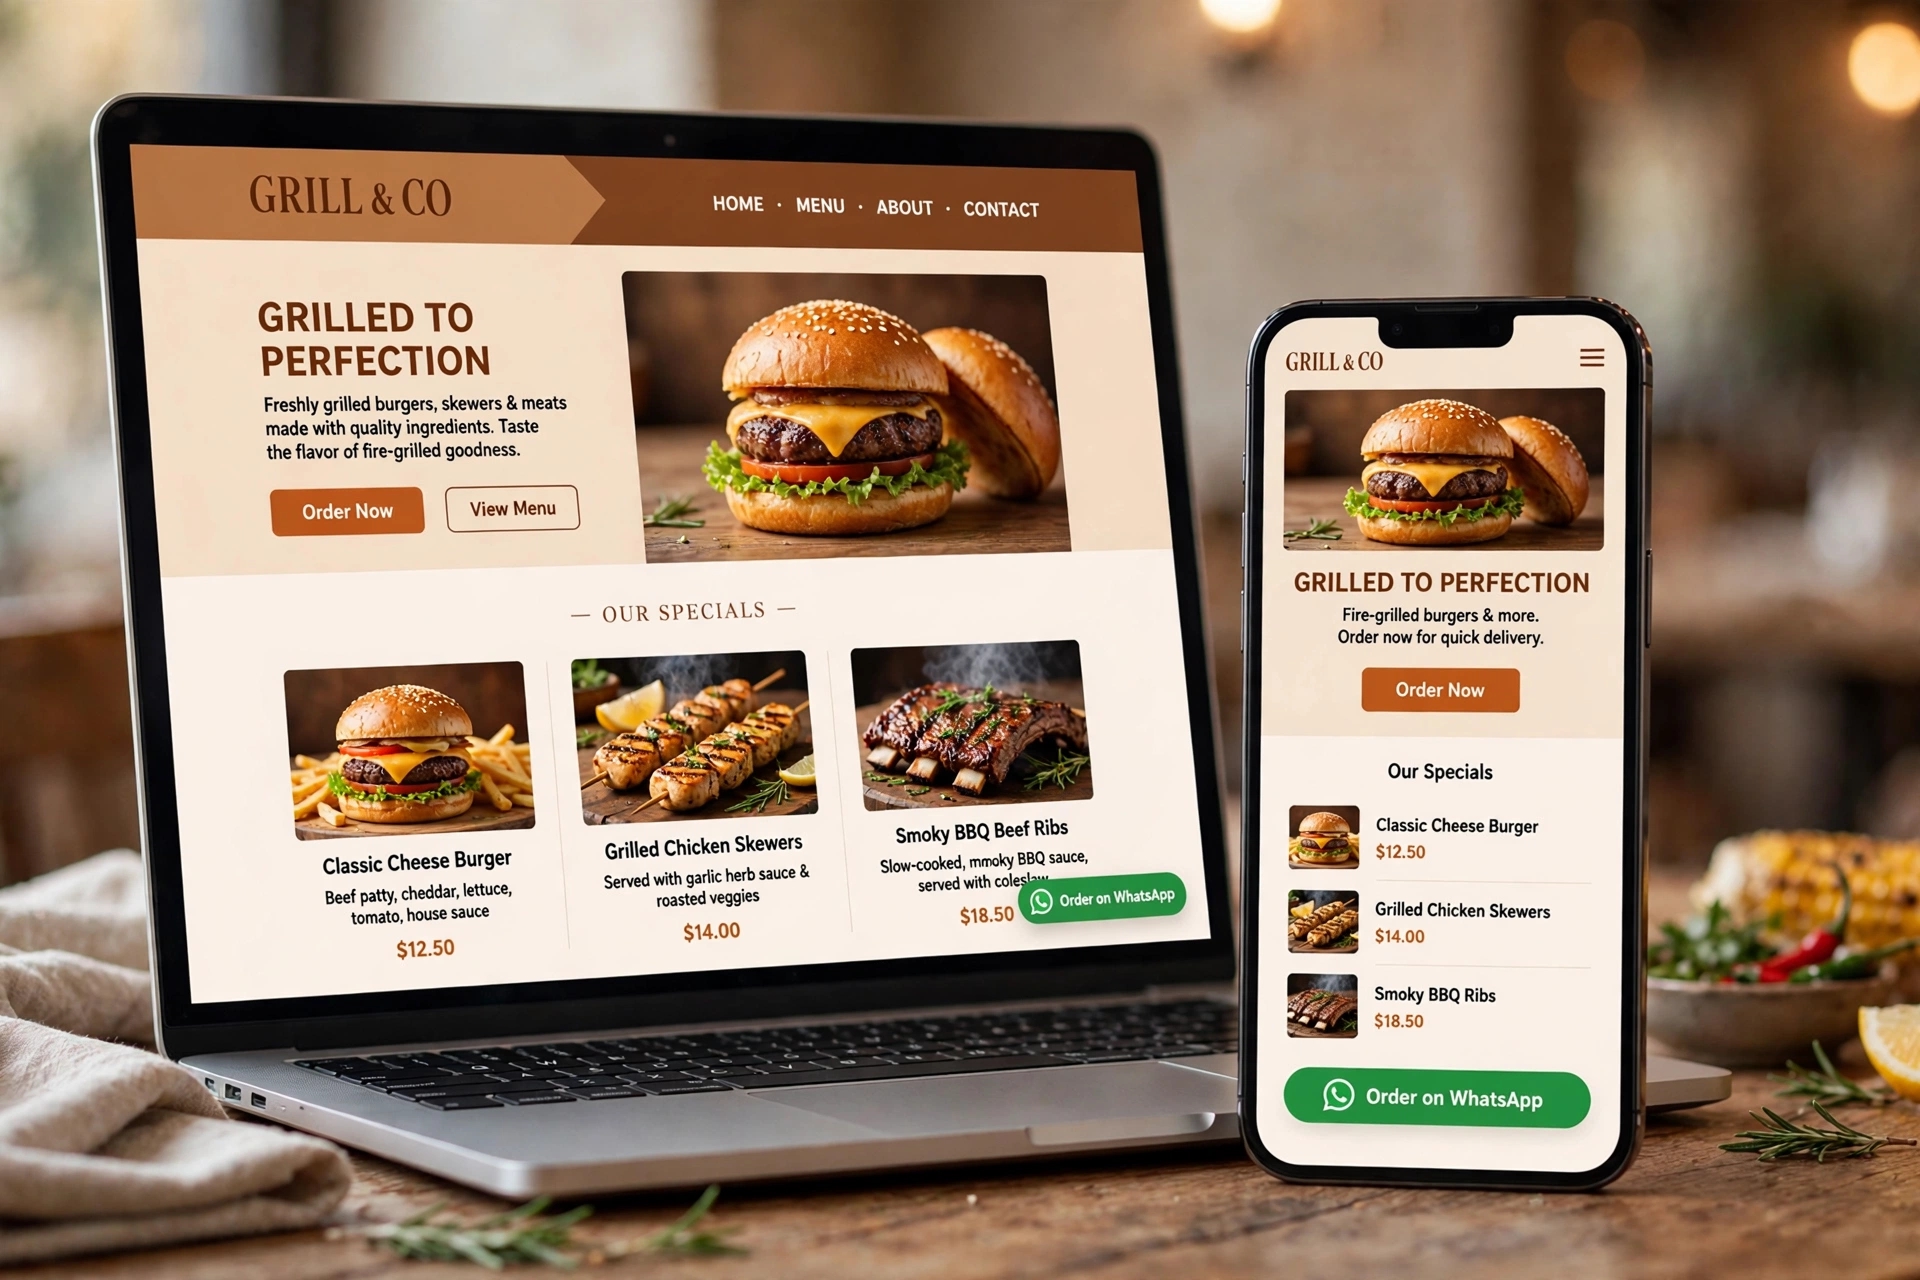 GRILL & CO
HOME · MENU · ABOUT · CONTACT
GRILLED TO
PERFECTION
Freshly grilled burgers, skewers & meats
made with quality ingredients. Taste
the flavor of fire-grilled goodness.
Order Now
View Menu
— OUR SPECIALS —
Classic Cheese Burger
Beef patty, cheddar, lettuce,
tomato, house sauce
$12.50
Grilled Chicken Skewers
Served with garlic herb sauce &
roasted veggies
$14.00
Smoky BBQ Beef Ribs
Slow-cooked, mmoky BBQ sauce,
served with coleslaw
$18.50
Order on WhatsApp
GRILL & CO
GRILLED TO PERFECTION
Fire-grilled burgers & more.
Order now for quick delivery.
Order Now
Our Specials
Classic Cheese Burger
$12.50
Grilled Chicken Skewers
$14.00
Smoky BBQ Ribs
$18.50
Order on WhatsApp